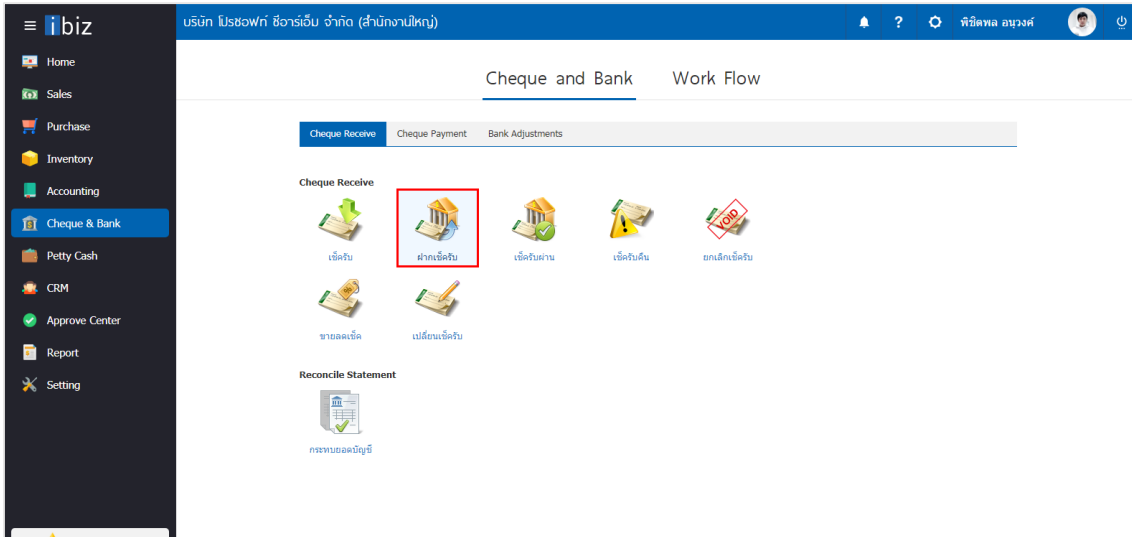 ibiz
บริษัท โปรซอฟท์ ซีอาร์เอ็ม จำกัด (สำนักงานใหญ่)
?
พิชิตพล อนุวงศ์
Home
Sales
Purchase
Inventory
Accounting
Cheque & Bank
Petty Cash
CRM
Approve Center
Report
Setting
Cheque and Bank Work Flow
Cheque Receive Cheque Payment Bank Adjustments
Cheque Receive
VOID
เช็ครับ ฝากเช็ครับ เช็ครับผ่าน เช็ครับคืน ยกเลิกเช็ครับ
ขายลดเช็ค เปลี่ยนเช็ครับ
Reconcile Statement
กระทบยอดบัญชี